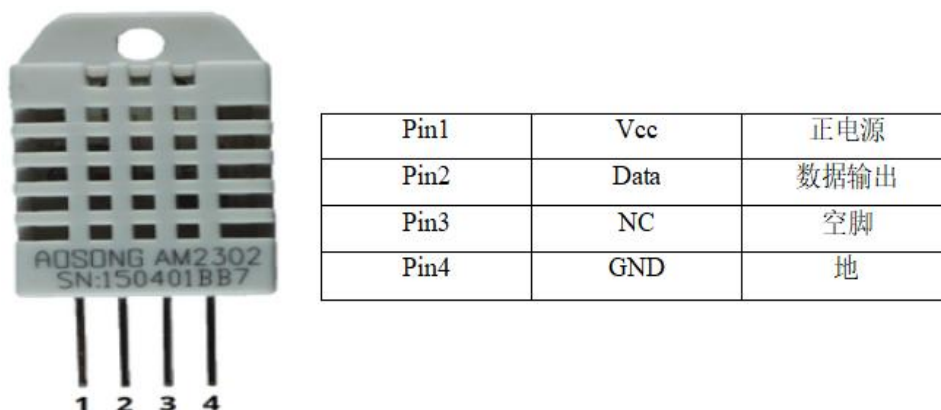 AOSONG AM2302
SN:150401BB7
1 2 3 4
Pin1 Vcc 正电源
Pin2 Data 数据输出
Pin3 NC 空脚
Pin4 GND 地